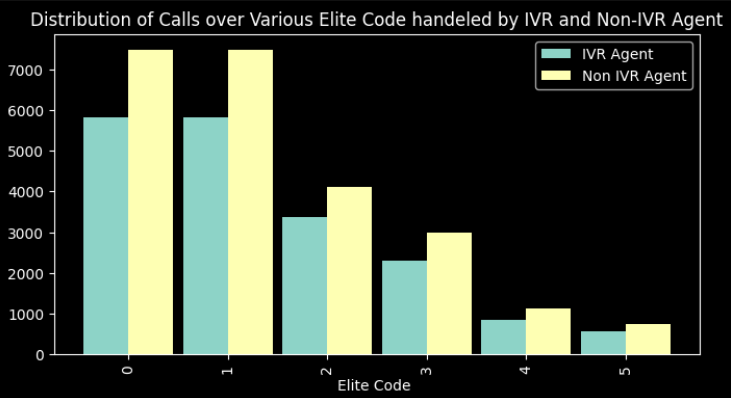 Distribution of Calls over Various Elite Code handeled by IVR and Non-IVR Agent
IVR Agent
Non IVR Agent
7000
6000
5000
4000
3000
2000
1000
0
0 1 2 3 4 5
Elite Code